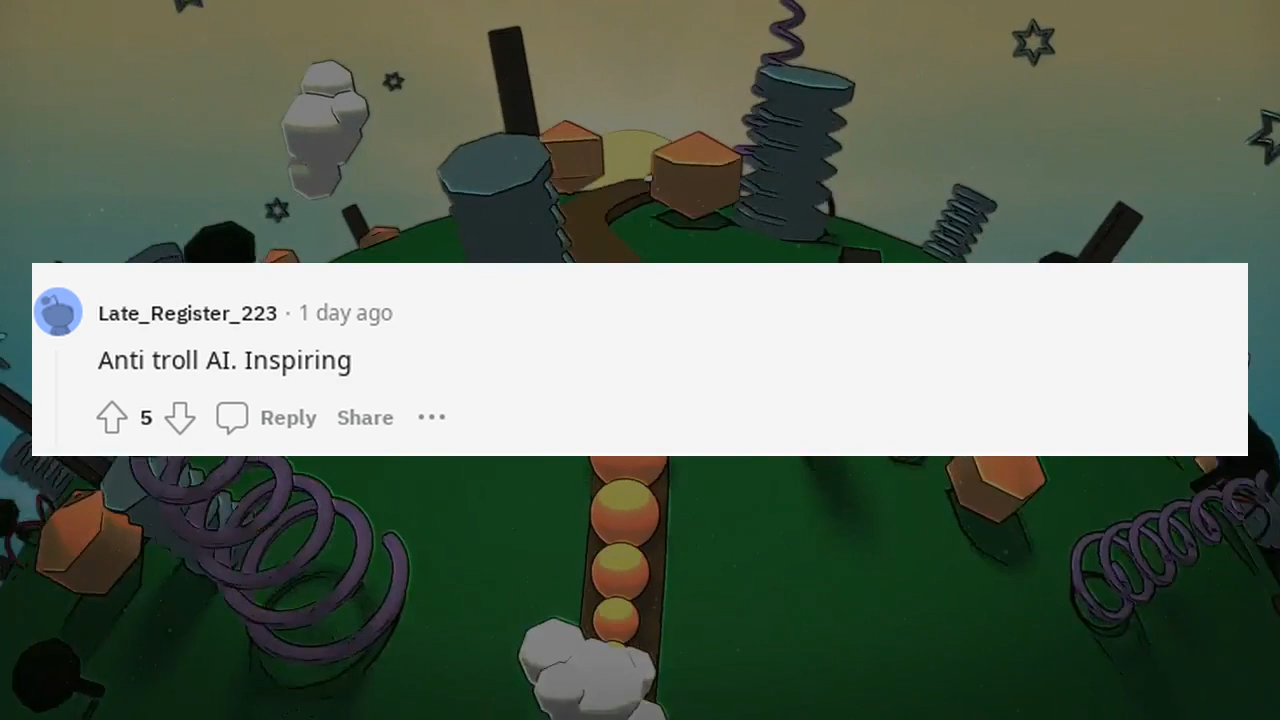 Late_Register_223 · 1 day ago
Anti troll AI. Inspiring
5 Reply Share ···